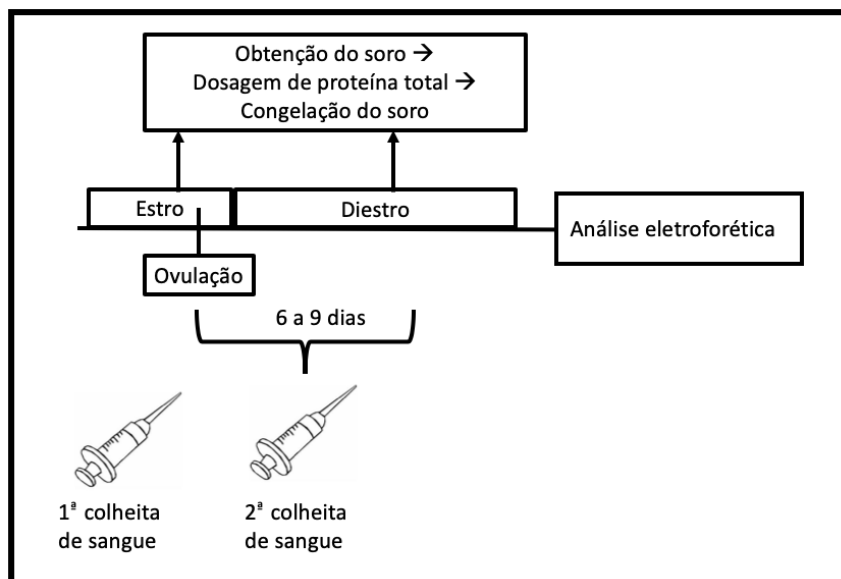 Obtenção do soro →
Dosagem de proteína total →
Congelação do soro
Estro
Diestro
Análise eletroforética
Ovulação
6 a 9 dias
1ª colheita
de sangue
2ª colheita
de sangue